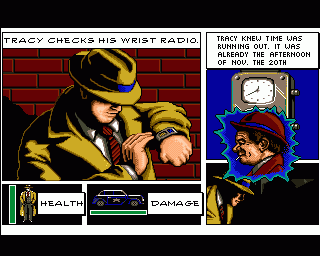 TRACY CHECKS HIS WRIST RADIO.
TRACY KNEW TIME WAS
RUNNING OUT. IT WAS
ALREADY THE AFTERNOON
OF NOV. THE 20TH
HEALTH
DAMAGE